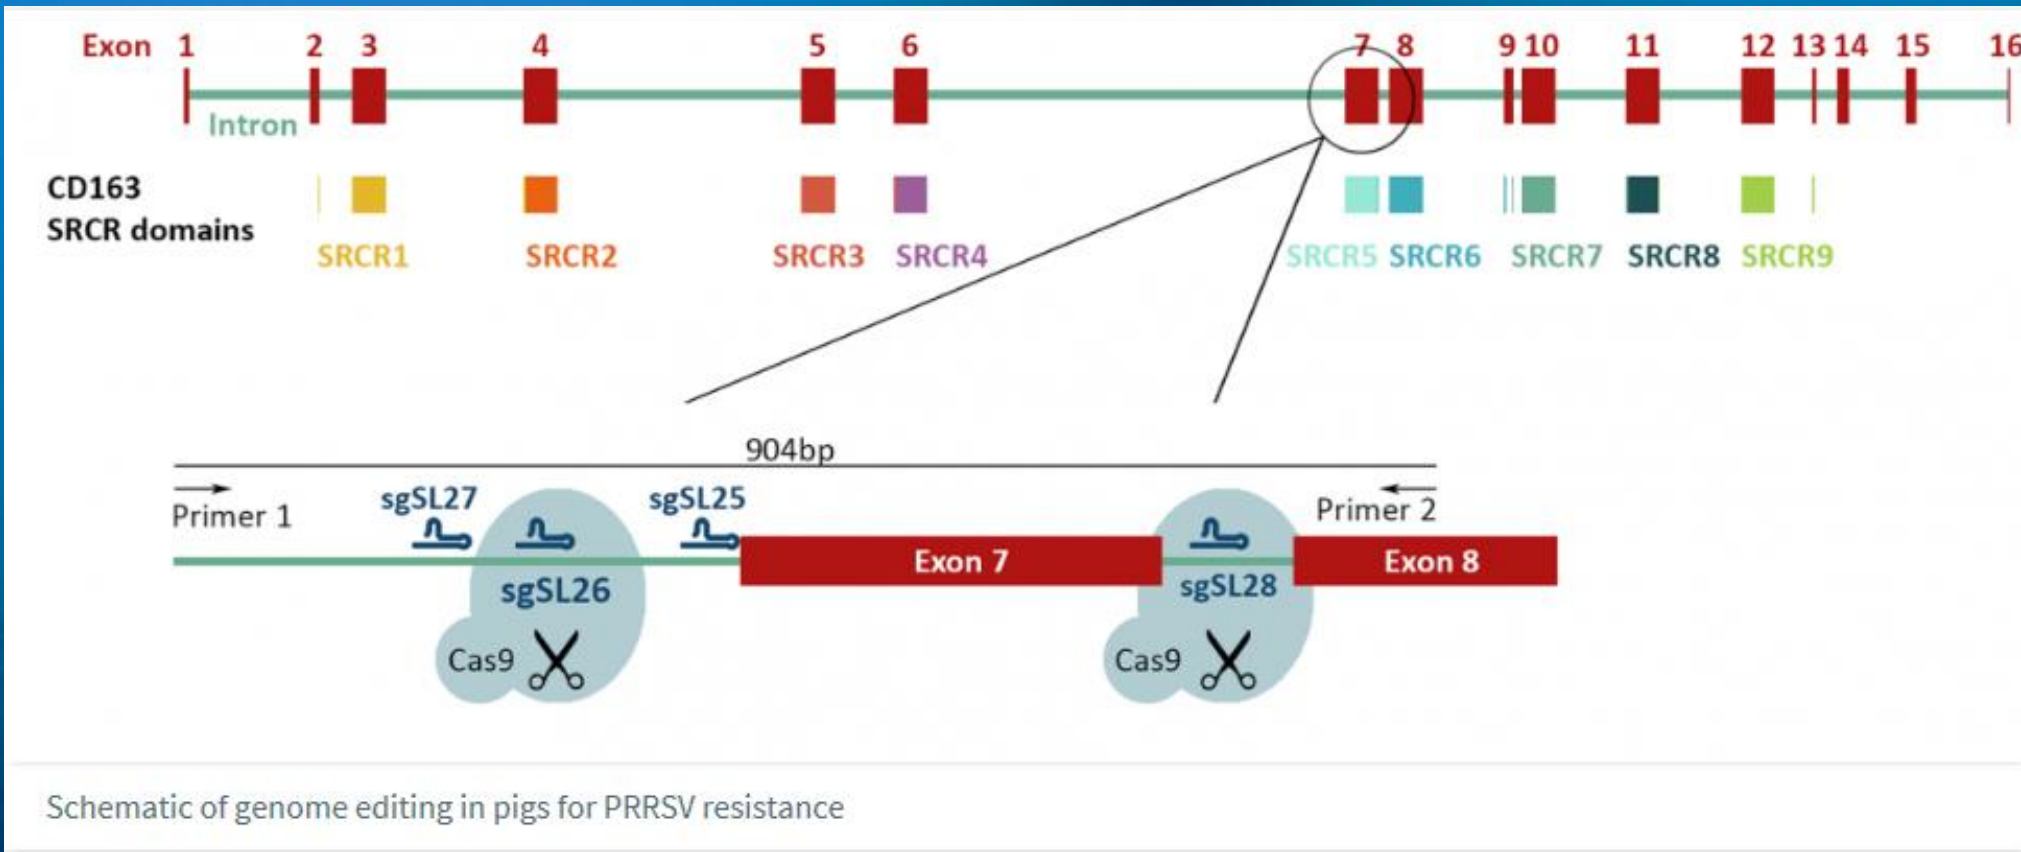 Exon 1 2 3 4 5 6 7 8 9 10 11 12 13 14 15 16
Intron
CD163
SRCR domains
SRCR1 SRCR2 SRCR3 SRCR4 SRCR5 SRCR6 SRCR7 SRCR8 SRCR9
904bp
sgSL27 sgSL25
Primer 1 Primer 2
Exon 7 Exon 8
sgSL26 sgSL28
Cas9 Cas9
Schematic of genome editing in pigs for PRRSV resistance